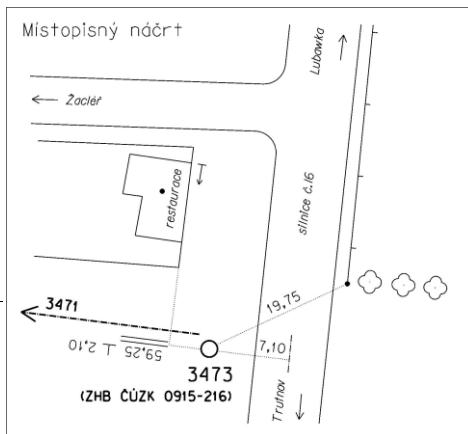 Místopisný náčrt
Lubawka
Žacléř
restaurace
silnice č.16
3471
19,75
59,25 ⊥ 2,10
7,10
3473
(ZHB ČÚZK 0915-216)
Trutnov